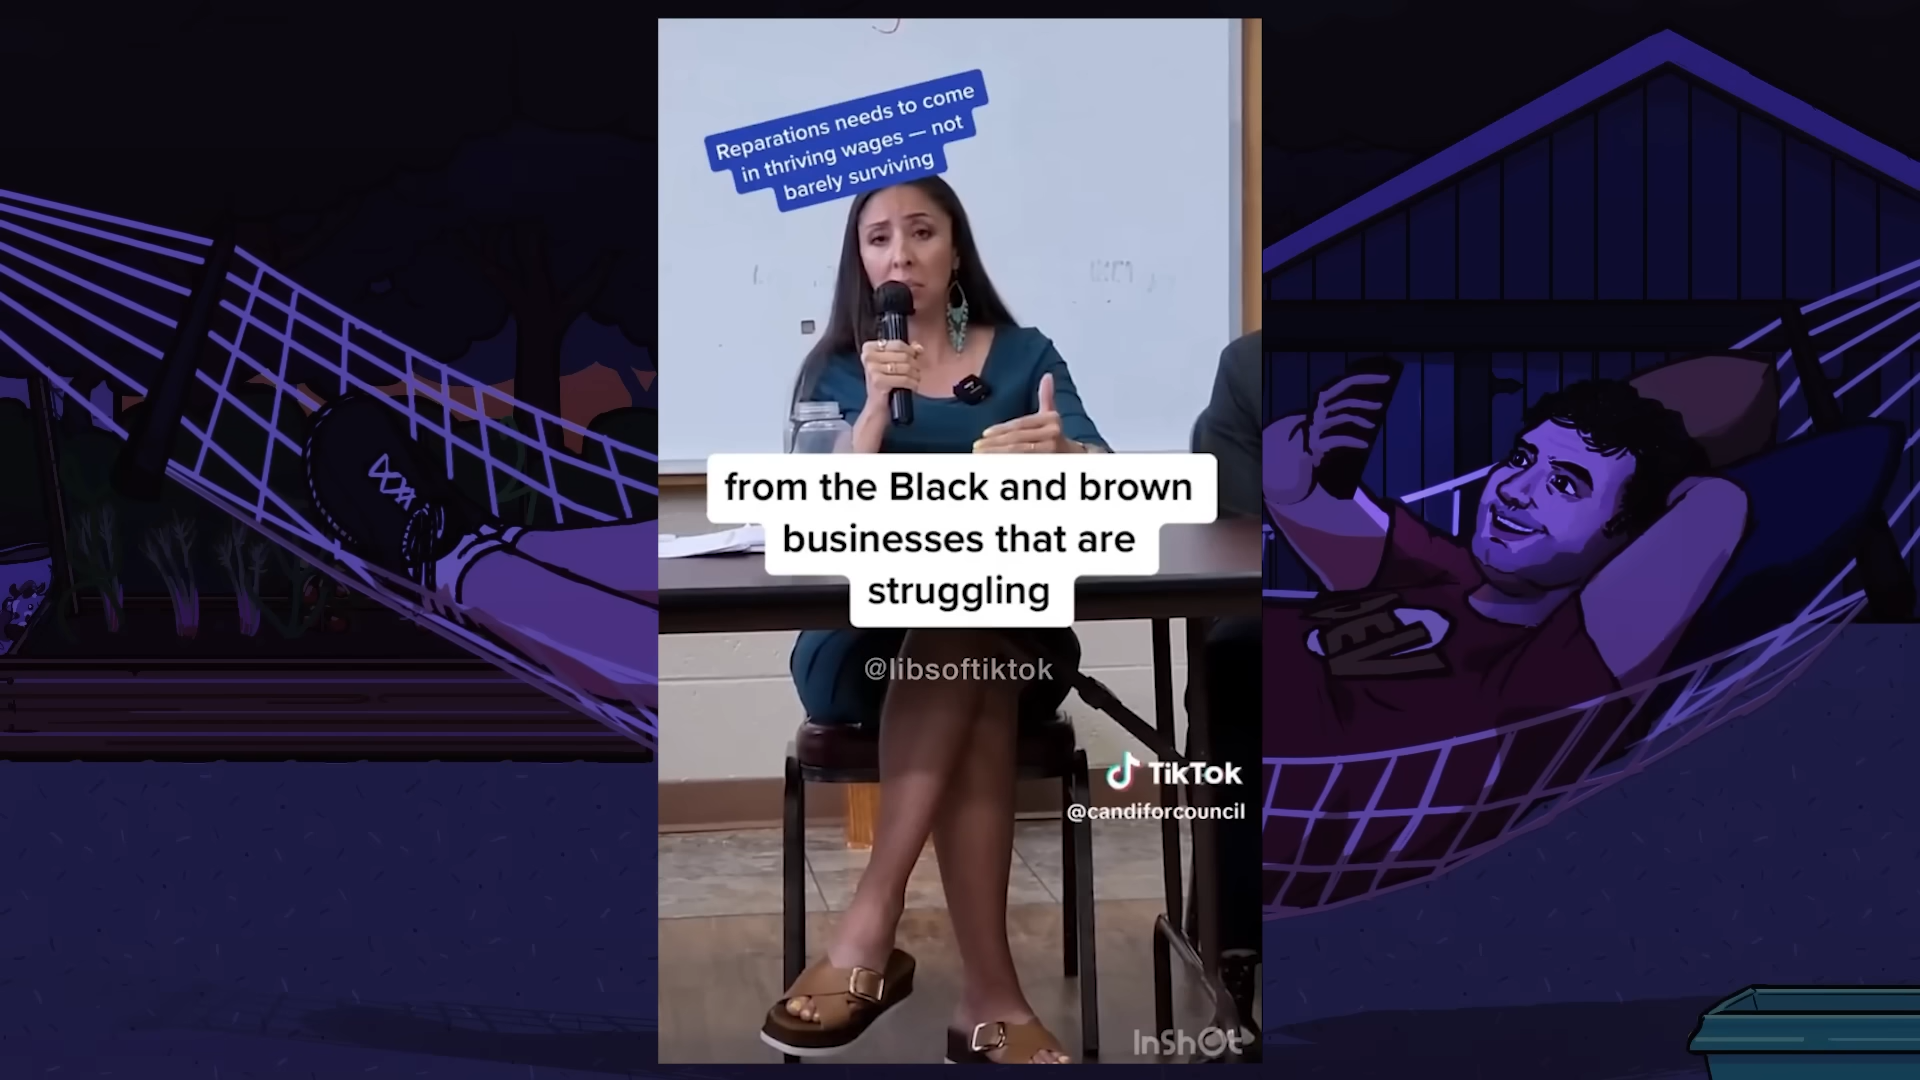 Reparations needs to come
in thriving wages — not
barely surviving
from the Black and brown
businesses that are
struggling
@libsoftiktok
TikTok
@candiforcouncil
InShOt